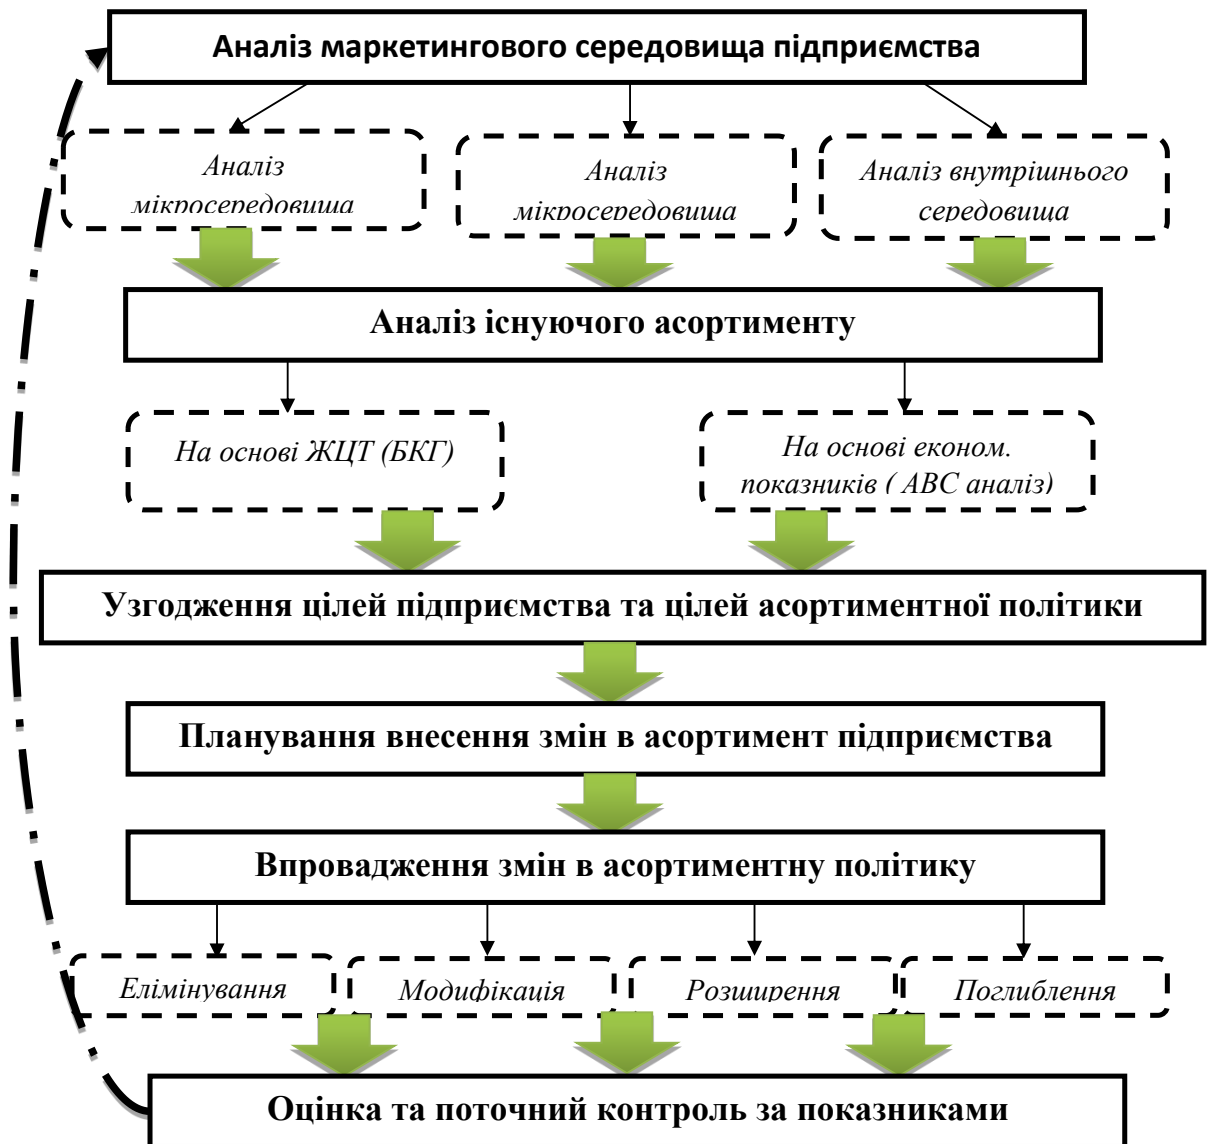 Аналіз маркетингового середовища підприємства
Аналіз
мікросередовища
Аналіз
мікросередовища
Аналіз внутрішнього
середовища
Аналіз існуючого асортименту
На основі ЖЦТ (БКГ)
На основі економ.
показників ( АВС аналіз)
Узгодження цілей підприємства та цілей асортиментної політики
Планування внесення змін в асортимент підприємства
Впровадження змін в асортиментну політику
Елімінування
Модифікація
Розширення
Поглиблення
Оцінка та поточний контроль за показниками